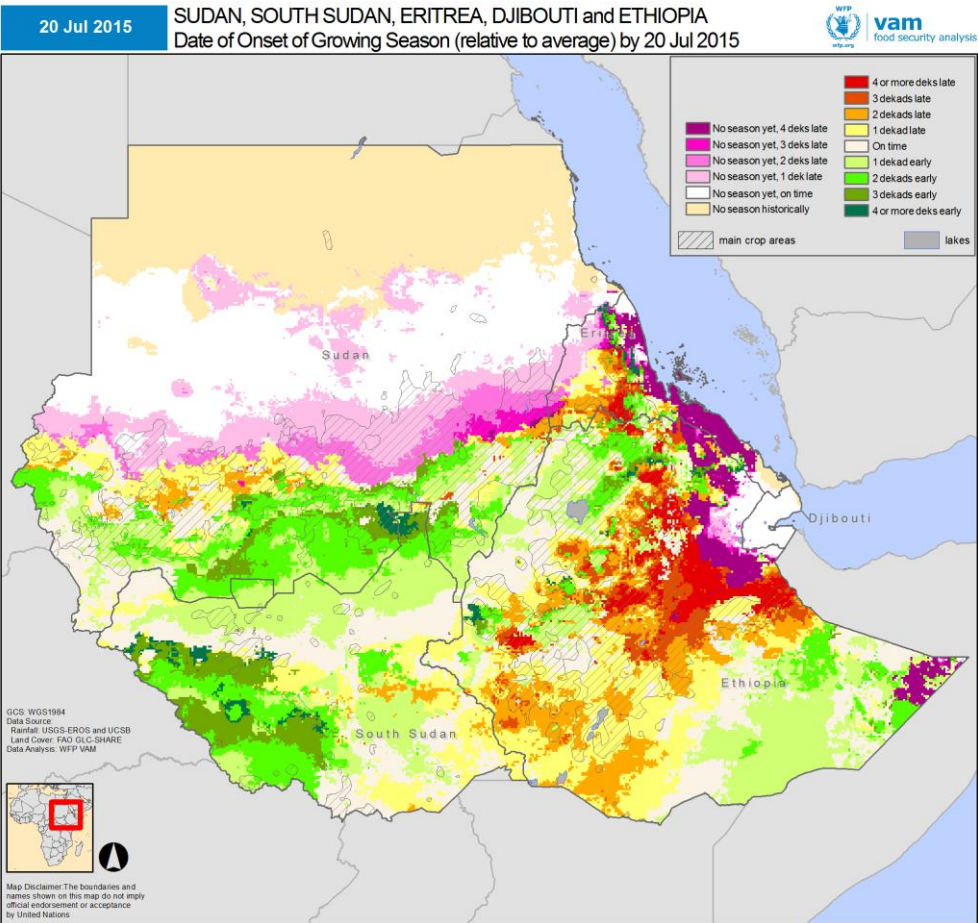 20 Jul 2015
SUDAN, SOUTH SUDAN, ERITREA, DJIBOUTI and ETHIOPIA
Date of Onset of Growing Season (relative to average) by 20 Jul 2015
WFP
wfp.org
vam
food security analysis
No season yet, 4 deks late
No season yet, 3 deks late
No season yet, 2 deks late
No season yet, 1 dek late
No season yet, on time
No season historically
4 or more deks late
3 dekads late
2 dekads late
1 dekad late
On time
1 dekad early
2 dekads early
3 dekads early
4 or more deks early
main crop areas
lakes
Eritrea
Sudan
Djibouti
Ethiopia
South Sudan
GCS: WGS1984
Data Source:
Rainfall: USGS-EROS and UCSB
Land Cover: FAO GLC-SHARE
Data Analysis: WFP VAM
Map Disclaimer:The boundaries and
names shown on this map do not imply
official endorsement or acceptance
by United Nations